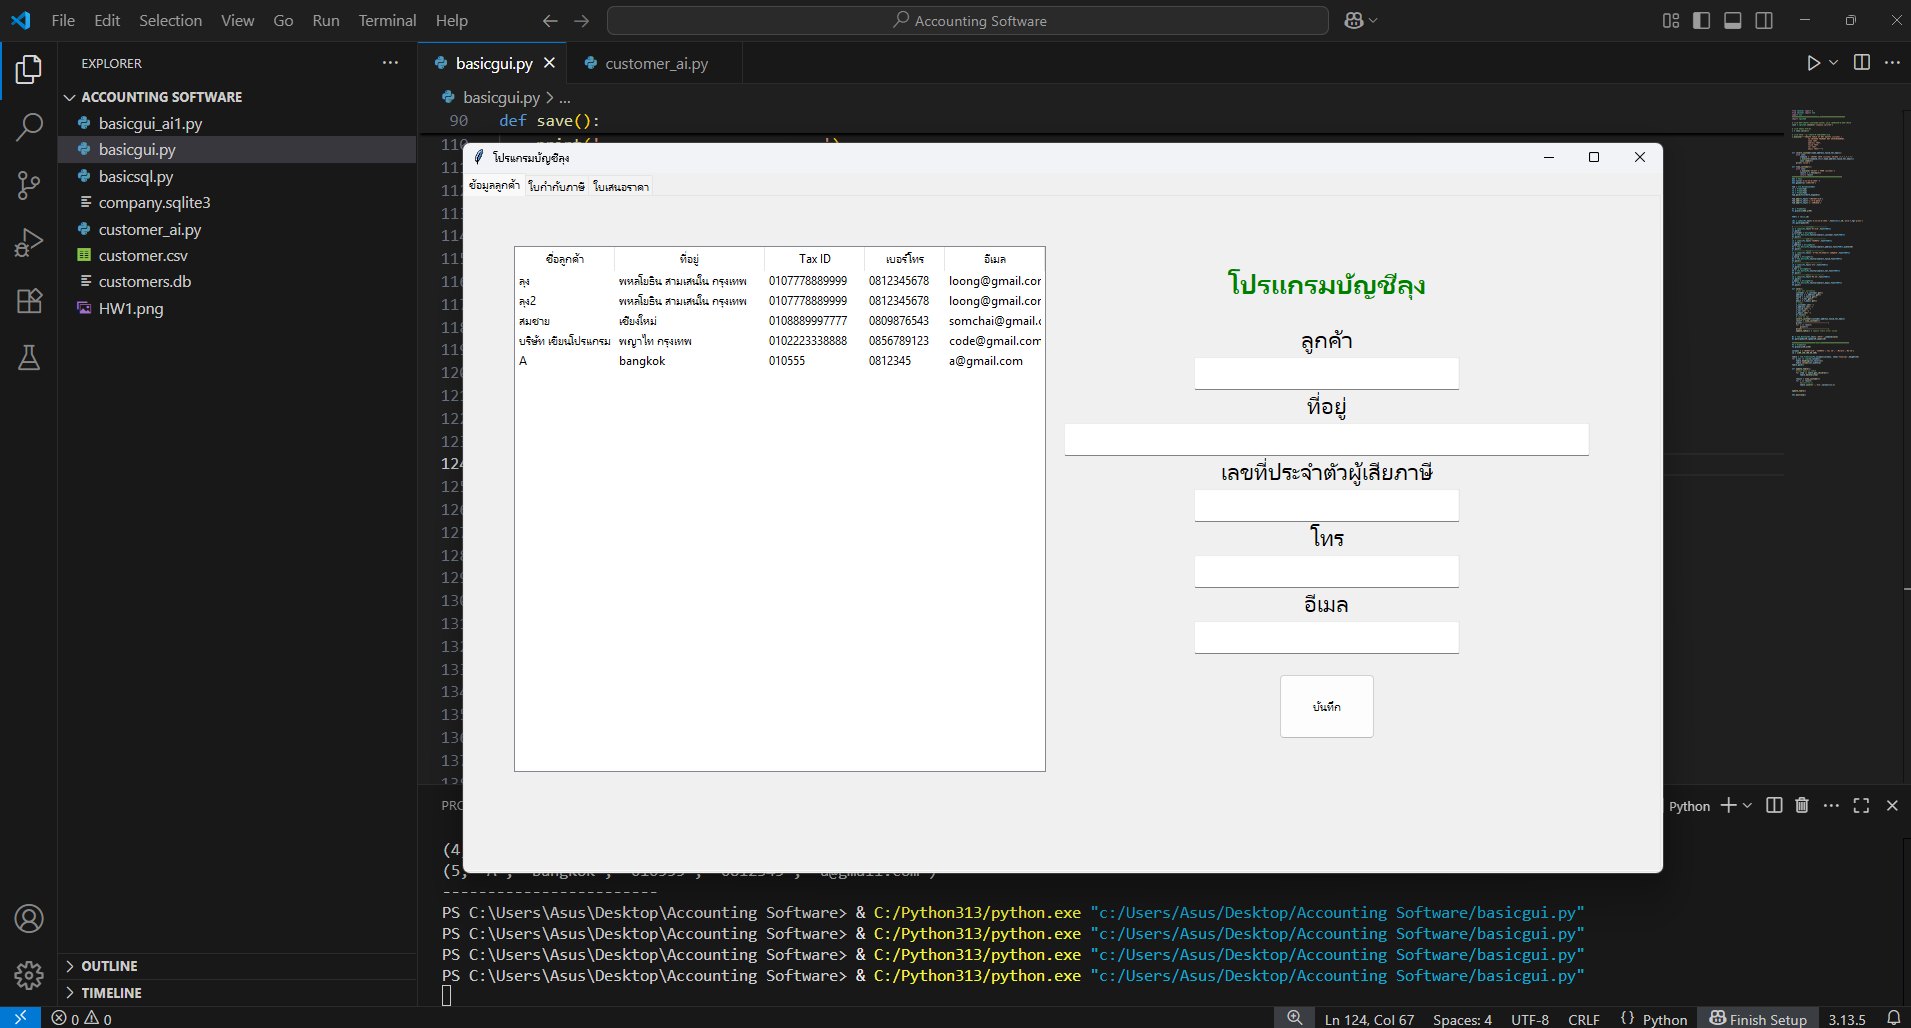 File Edit Selection View Go Run Terminal Help
Accounting Software
EXPLORER
ACCOUNTING SOFTWARE
basicgui_ai1.py
basicgui.py
basicsql.py
company.sqlite3
customer_ai.py
customer.csv
customers.db
HW1.png
OUTLINE
TIMELINE
basicgui.py customer_ai.py
basicgui.py > ...
90 def save():
110
124
โปรแกรมบัญชีลุง
ข้อมูลลูกค้า ใบกำกับภาษี ใบเสนอราคา
ชื่อลูกค้า ที่อยู่ Tax ID เบอร์โทร อีเมล
ลุง พหลโยธิน สามเสนใน กรุงเทพ 0107778889999 0812345678 loong@gmail.cor
ลุง2 พหลโยธิน สามเสนใน กรุงเทพ 0107778889999 0812345678 loong@gmail.cor
สมชาย เชียงใหม่ 0108889997777 0809876543 somchai@gmail.c
บริษัท เขียนโปรแกรม พญาไท กรุงเทพ 0102223338888 0856789123 code@gmail.com
A bangkok 010555 0812345 a@gmail.com
โปรแกรมบัญชีลุง
ลูกค้า
ที่อยู่
เลขที่ประจำตัวผู้เสียภาษี
โทร
อีเมล
บันทึก
Python
(4
------------------------
PS C:\Users\Asus\Desktop\Accounting Software> & C:/Python313/python.exe "c:/Users/Asus/Desktop/Accounting Software/basicgui.py"
PS C:\Users\Asus\Desktop\Accounting Software> & C:/Python313/python.exe "c:/Users/Asus/Desktop/Accounting Software/basicgui.py"
PS C:\Users\Asus\Desktop\Accounting Software> & C:/Python313/python.exe "c:/Users/Asus/Desktop/Accounting Software/basicgui.py"
PS C:\Users\Asus\Desktop\Accounting Software> & C:/Python313/python.exe "c:/Users/Asus/Desktop/Accounting Software/basicgui.py"
0 0 Ln 124, Col 67 Spaces: 4 UTF-8 CRLF {} Python Finish Setup 3.13.5